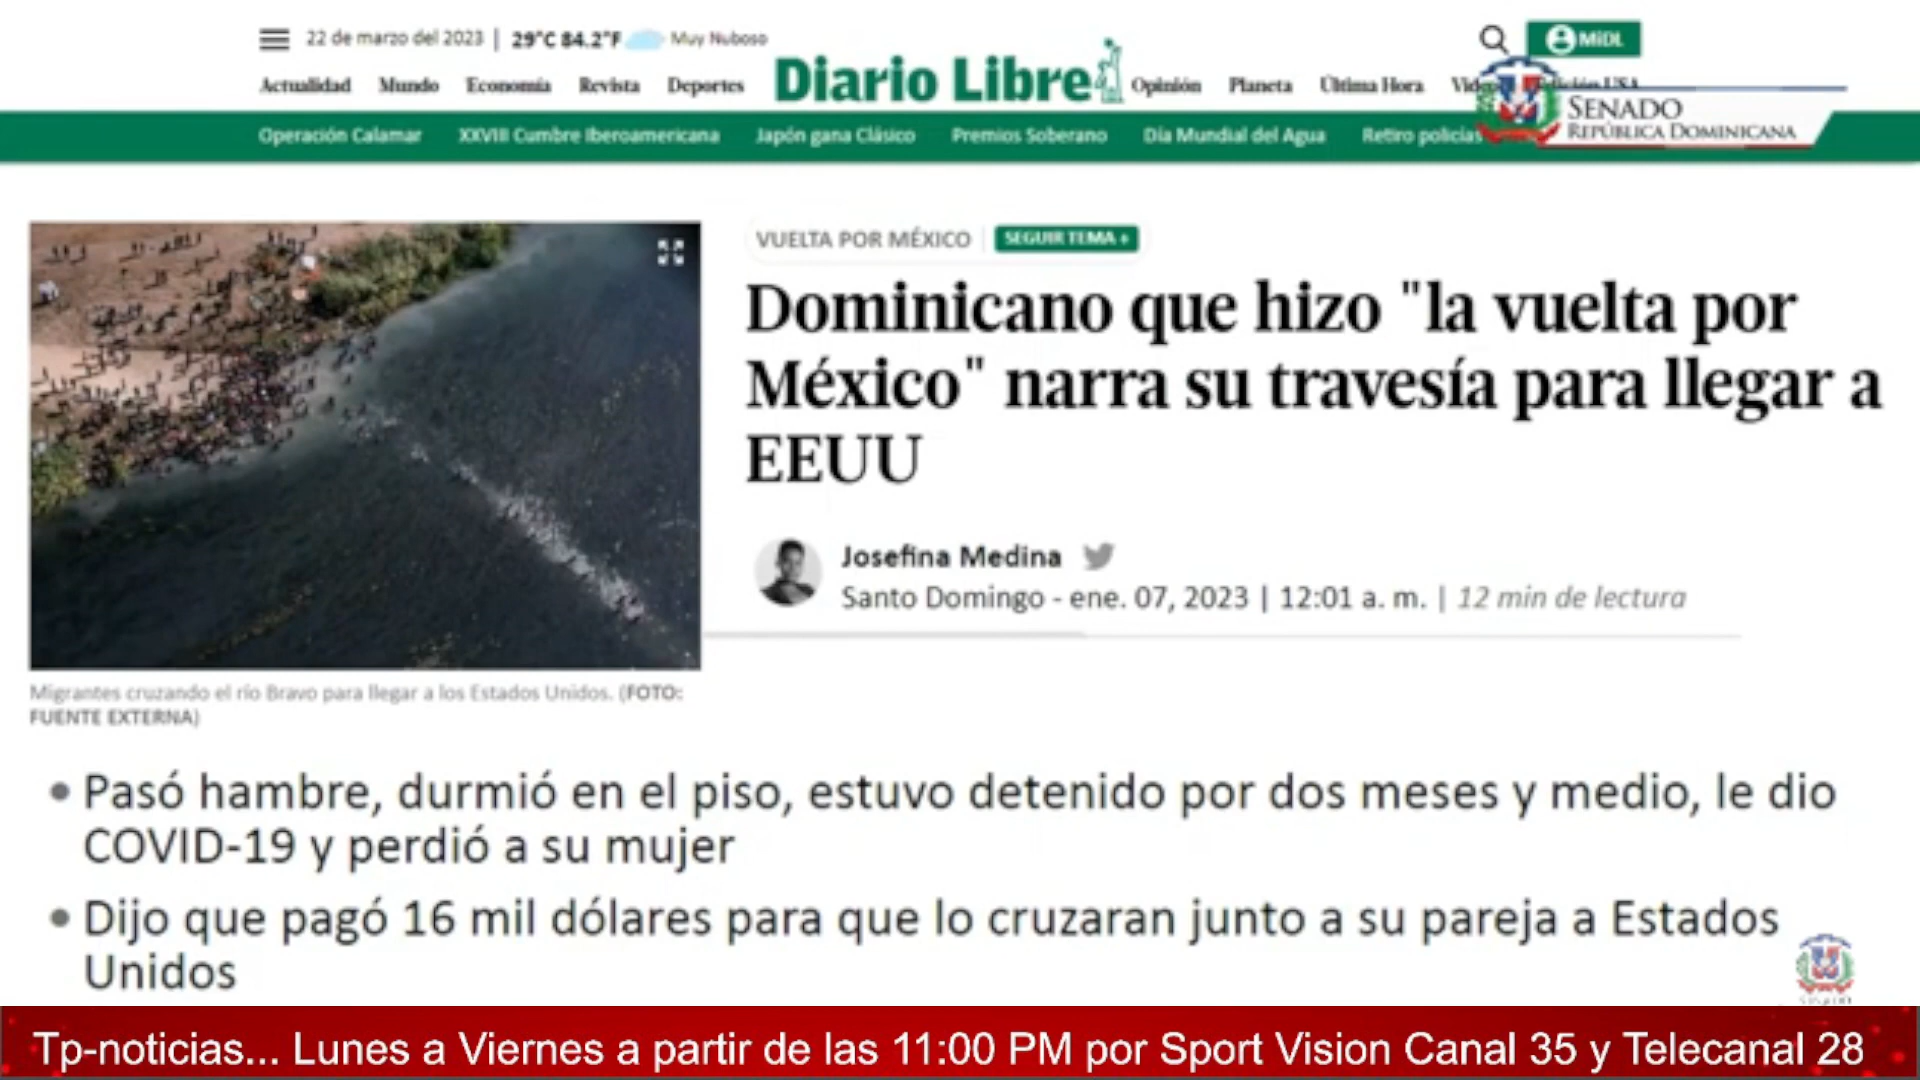 22 de marzo del 2023 | 29°C 84.2°F Muy Nuboso
MiDL
Actualidad Mundo Economía Revista Deportes Diario Libre Opinión Planeta Última Hora
SENADO
REPÚBLICA DOMINICANA
Operación Calamar XXVIII Cumbre Iberoamericana Japón gana Clásico Premios Soberano Día Mundial del Agua Retiro policías
VUELTA POR MÉXICO | SEGUIR TEMA +
Dominicano que hizo "la vuelta por
México" narra su travesía para llegar a
EEUU
Josefina Medina
Santo Domingo - ene. 07, 2023 | 12:01 a. m. | 12 min de lectura
Migrantes cruzando el río Bravo para llegar a los Estados Unidos. (FOTO:
FUENTE EXTERNA)
• Pasó hambre, durmió en el piso, estuvo detenido por dos meses y medio, le dio
COVID-19 y perdió a su mujer
• Dijo que pagó 16 mil dólares para que lo cruzaran junto a su pareja a Estados
Unidos
Tp-noticias... Lunes a Viernes a partir de las 11:00 PM por Sport Vision Canal 35 y Telecanal 28